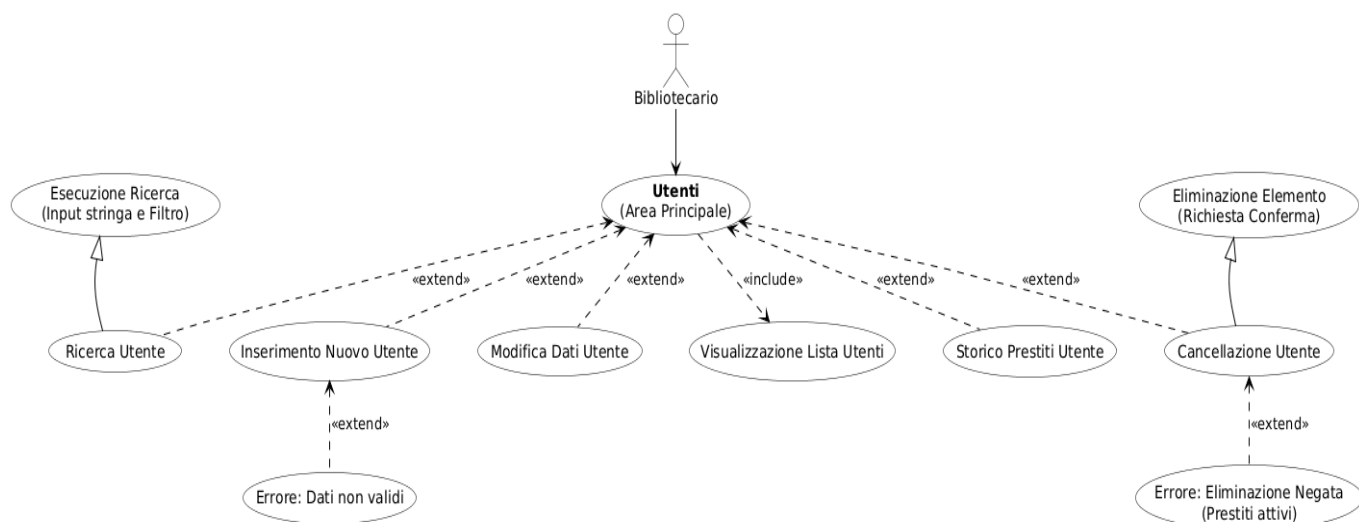 Bibliotecario
Esecuzione Ricerca
(Input stringa e Filtro)
Utenti
(Area Principale)
Eliminazione Elemento
(Richiesta Conferma)
«extend»
«extend»
«extend»
«include»
«extend»
«extend»
Ricerca Utente
Inserimento Nuovo Utente
Modifica Dati Utente
Visualizzazione Lista Utenti
Storico Prestiti Utente
Cancellazione Utente
«extend»
«extend»
Errore: Dati non validi
Errore: Eliminazione Negata
(Prestiti attivi)